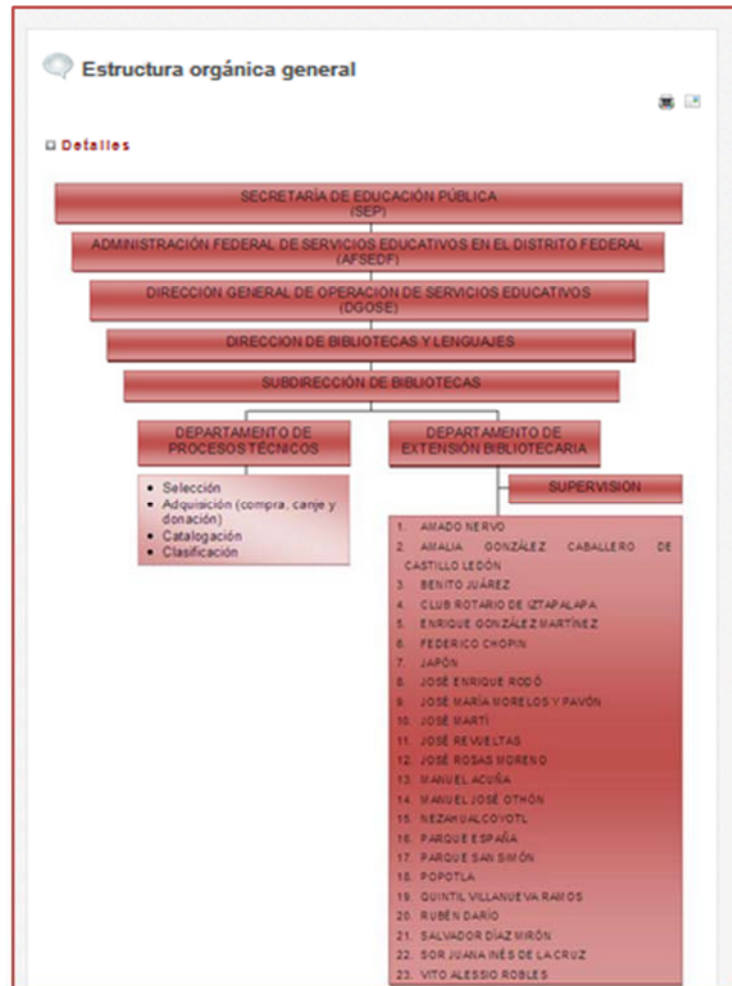 Estructura orgánica general
Detalles
SECRETARÍA DE EDUCACIÓN PÚBLICA
(SEP)
ADMINISTRACIÓN FEDERAL DE SERVICIOS EDUCATIVOS EN EL DISTRITO FEDERAL
(AFSEDF)
DIRECCIÓN GENERAL DE OPERACIÓN DE SERVICIOS EDUCATIVOS
(DGOSE)
DIRECCION DE BIBLIOTECAS Y LENGUAJES
SUBDIRECCIÓN DE BIBLIOTECAS
DEPARTAMENTO DE
PROCESOS TÉCNICOS
• Selección
• Adquisición (compra, canje y
donación)
• Catalogación
• Clasificación
DEPARTAMENTO DE
EXTENSIÓN BIBLIOTECARIA
SUPERVISION
1. AMADO NERVO
2. AMALIA GONZÁLEZ CABALLERO DE
CASTILLO LEDÓN
3. BENITO JUÁREZ
4. CLUB ROTARIO DE IZTAPALAPA
5. ENRIQUE GONZÁLEZ MARTÍNEZ
6. FEDERICO CHOPIN
7. JAPÓN
8. JOSÉ ENRIQUE RODÓ
9. JOSÉ MARÍA MORELOS Y PAVÓN
10. JOSÉ MARTÍ
11. JOSÉ REVUELTAS
12. JOSÉ ROSAS MORENO
13. MANUEL ACUÑA
14. MANUEL JOSÉ OTHÓN
15. NEZAHUALCOYOTL
16. PARQUE ESPAÑA
17. PARQUE SAN SIMÓN
18. POPOTLA
19. QUINTIL VILLANUEVA RAMOS
20. RUBÉN DARÍO
21. SALVADOR DÍAZ MIRÓN
22. SOR JUANA INÉS DE LA CRUZ
23. VITO ALESSIO ROBLES